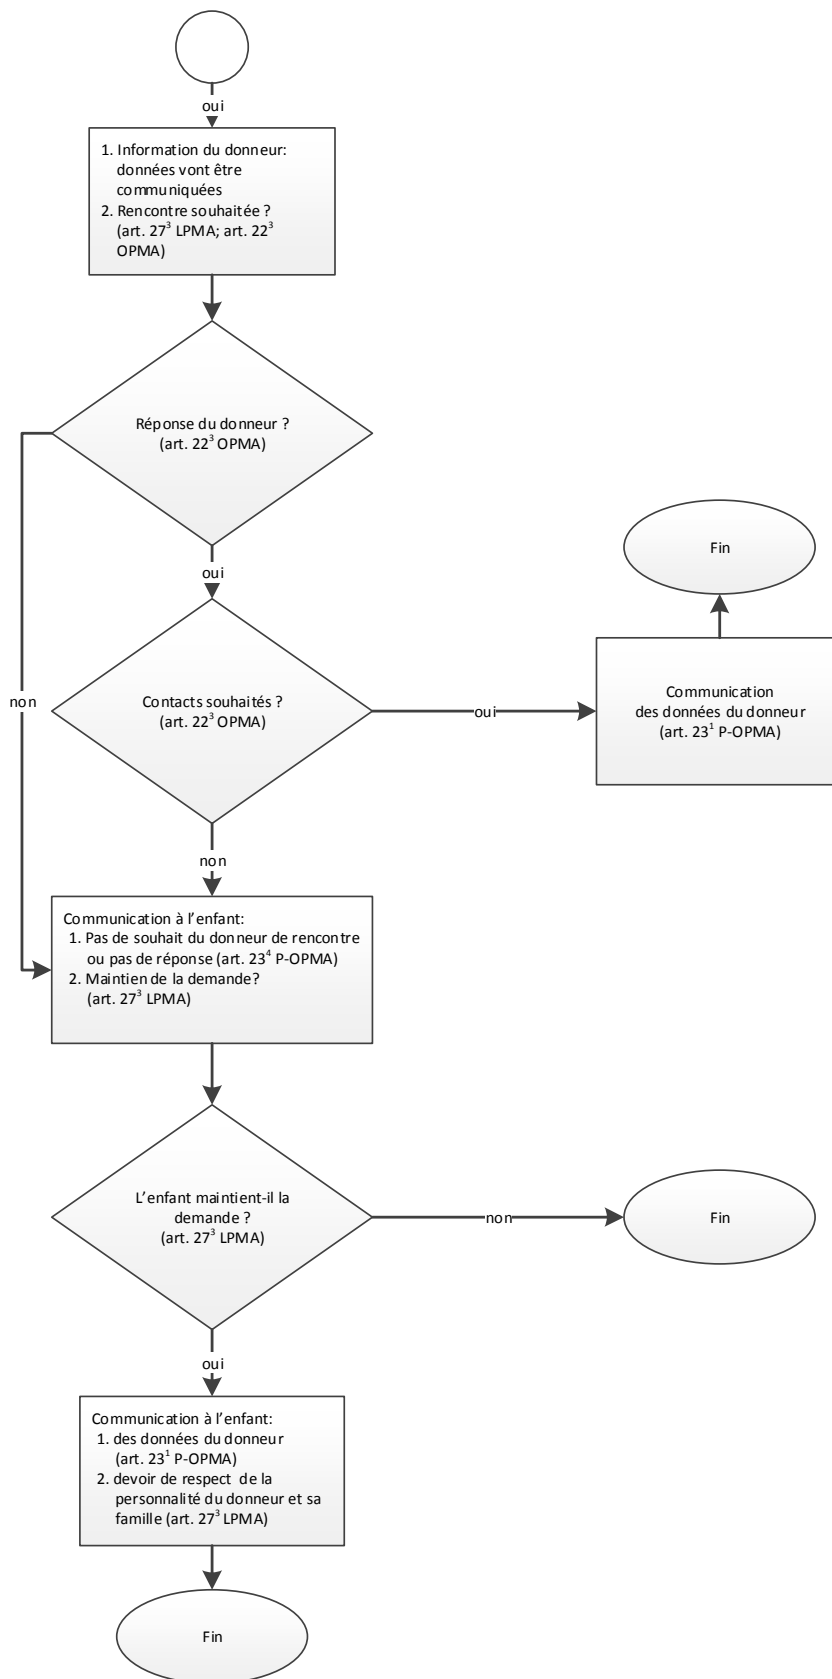 oui
1. Information du donneur:
données vont être
communiquées
2. Rencontre souhaitée ?
(art. 27³ LPMA; art. 22³
OPMA)
Réponse du donneur ?
(art. 22³ OPMA)
oui
Fin
non
Contacts souhaités ?
(art. 22³ OPMA)
oui
Communication
des données du donneur
(art. 23¹ P-OPMA)
non
Communication à l'enfant:
1. Pas de souhait du donneur de rencontre
ou pas de réponse (art. 23⁴ P-OPMA)
2. Maintien de la demande?
(art. 27³ LPMA)
L'enfant maintient-il la
demande ?
(art. 27³ LPMA)
non
Fin
oui
Communication à l'enfant:
1. des données du donneur
(art. 23¹ P-OPMA)
2. devoir de respect de la
personnalité du donneur et sa
famille (art. 27³ LPMA)
Fin